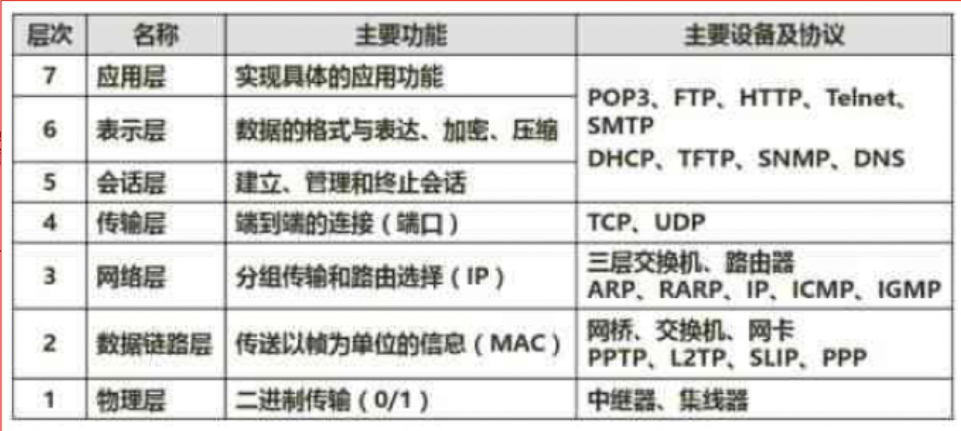 层次 名称 主要功能 主要设备及协议
7 应用层 实现具体的应用功能
POP3、FTP、HTTP、Telnet、
SMTP
DHCP、TFTP、SNMP、DNS
6 表示层 数据的格式与表达、加密、压缩
5 会话层 建立、管理和终止会话
4 传输层 端到端的连接（端口） TCP、UDP
3 网络层 分组传输和路由选择（IP） 三层交换机、路由器
ARP、RARP、IP、ICMP、IGMP
2 数据链路层 传送以帧为单位的信息（MAC） 网桥、交换机、网卡
PPTP、L2TP、SLIP、PPP
1 物理层 二进制传输（0/1） 中继器、集线器